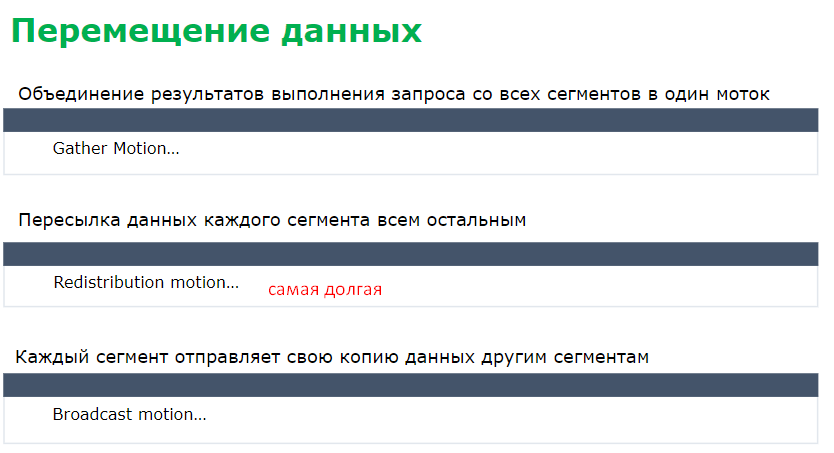 Перемещение данных
Объединение результатов выполнения запроса со всех сегментов в один моток
Gather Motion...
Пересылка данных каждого сегмента всем остальным
Redistribution motion...
самая долгая
Каждый сегмент отправляет свою копию данных другим сегментам
Broadcast motion...